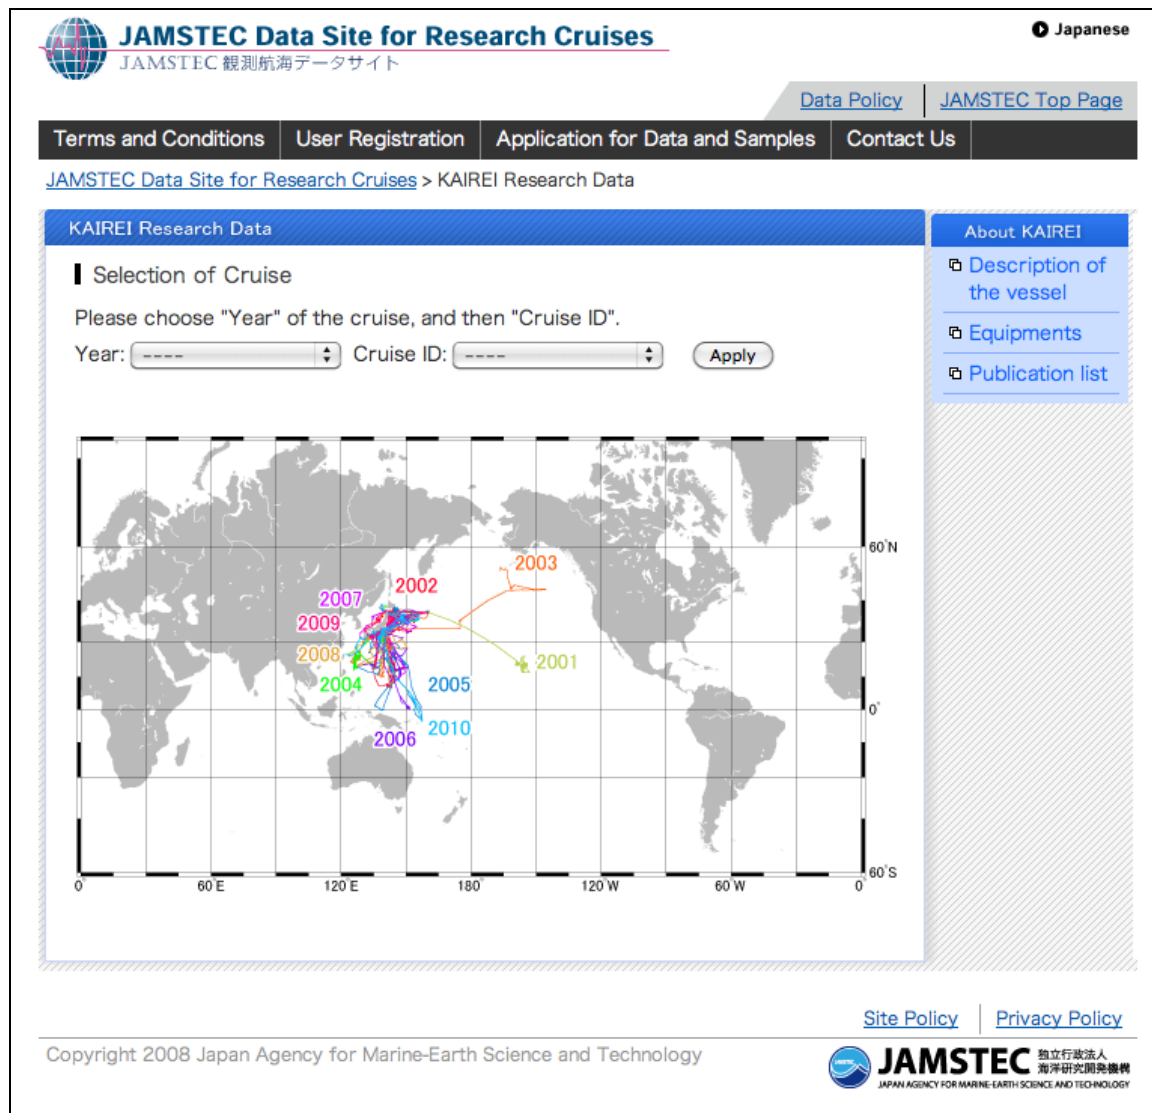 JAMSTEC Data Site for Research Cruises
JAMSTEC 観測航海データサイト
Japanese
Data Policy
JAMSTEC Top Page
Terms and Conditions
User Registration
Application for Data and Samples
Contact Us
JAMSTEC Data Site for Research Cruises > KAIREI Research Data
KAIREI Research Data
Selection of Cruise
Please choose "Year" of the cruise, and then "Cruise ID".
Year: ---- Cruise ID: ---- Apply
About KAIREI
Description of
the vessel
Equipments
Publication list
60°N
2003
2002
2007
2009
2008
2001
2004
2005
0°
2010
2006
60°S
0°
60°E
120°E
180°
120°W
60°W
0°
Site Policy
Privacy Policy
Copyright 2008 Japan Agency for Marine-Earth Science and Technology
JAMSTEC
JAMSTEC
独立行政法人
海洋研究開発機構
JAPAN AGENCY FOR MARINE-EARTH SCIENCE AND TECHNOLOGY